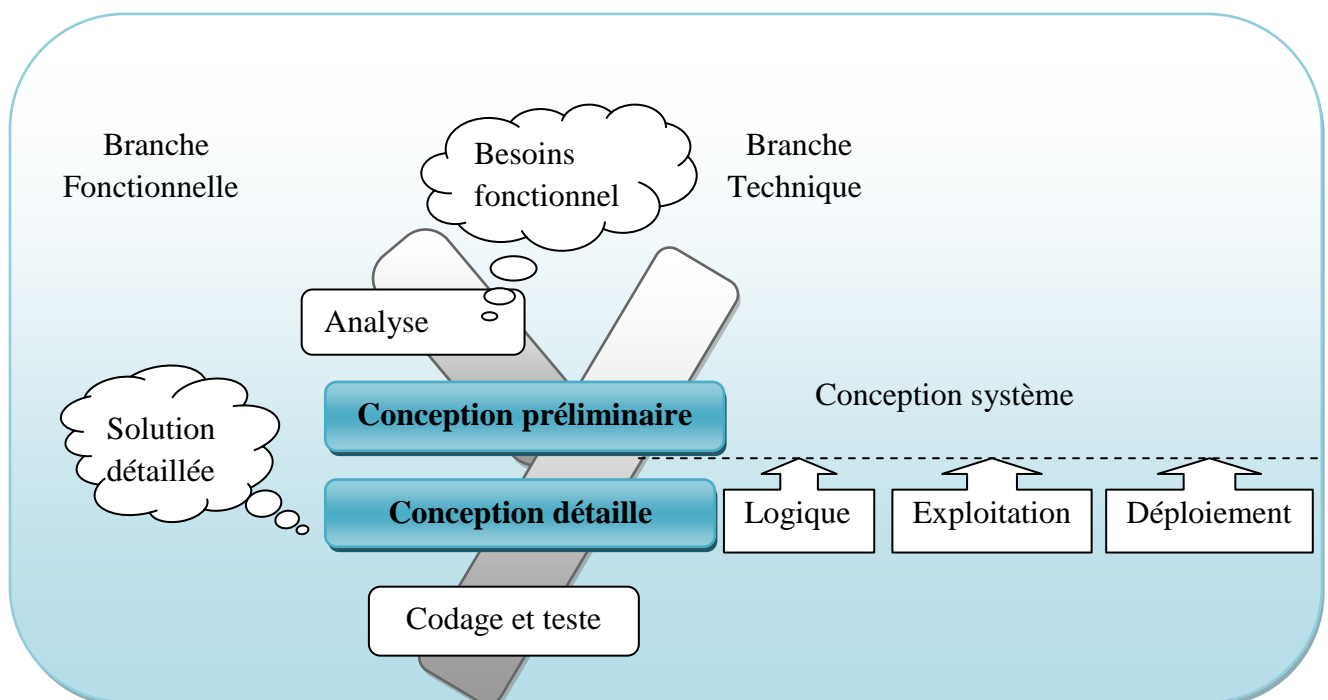 Branche
Fonctionnelle
Besoins
fonctionnel
Branche
Technique
Analyse
Conception préliminaire
Conception système
Solution
détaillée
Conception détaille
Logique
Exploitation
Déploiement
Codage et teste